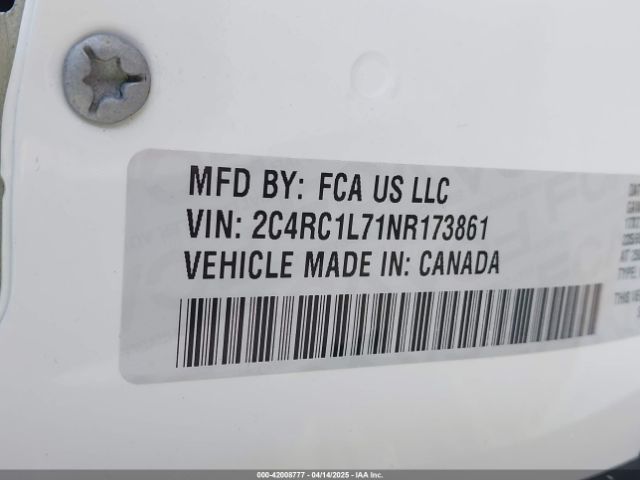 MFD BY: FCA US LLC
VIN: 2C4RC1L71NR173861
VEHICLE MADE IN: CANADA
000-42008777 04/14/2025 IAA, Inc.